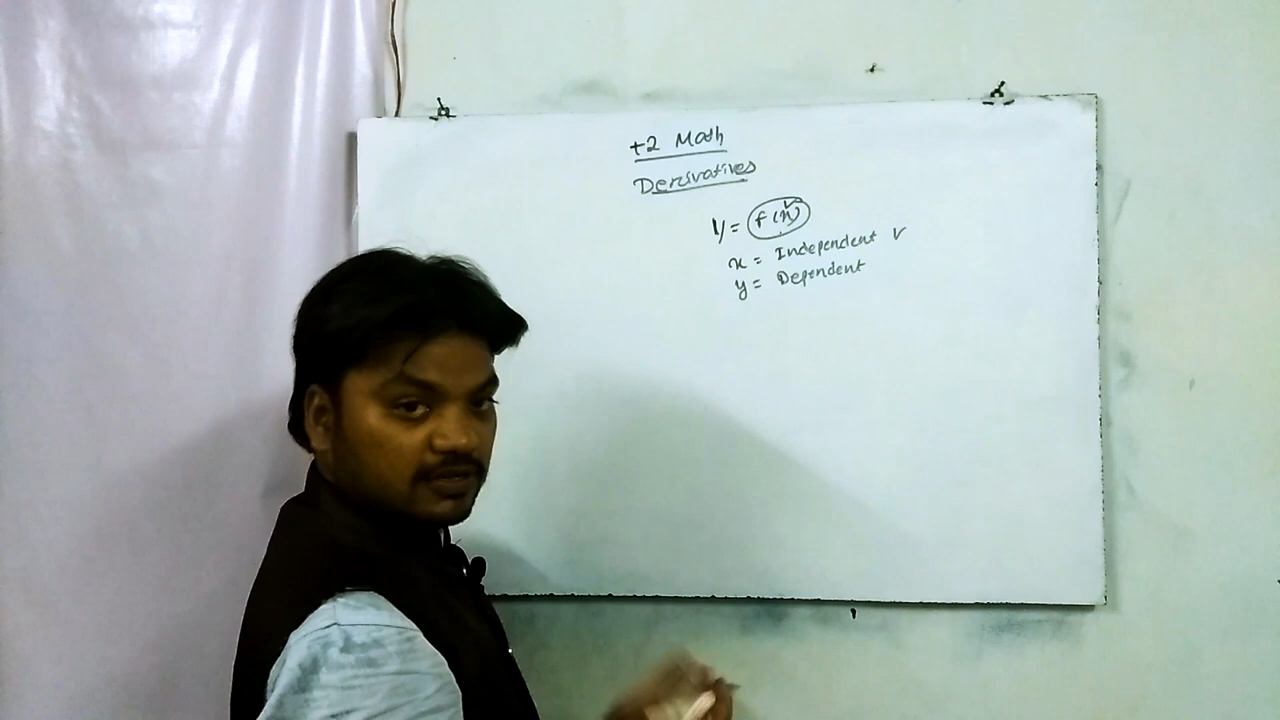 +2 Math
Derivatives
y = f(x)
x = Independent ✓
y = Dependent